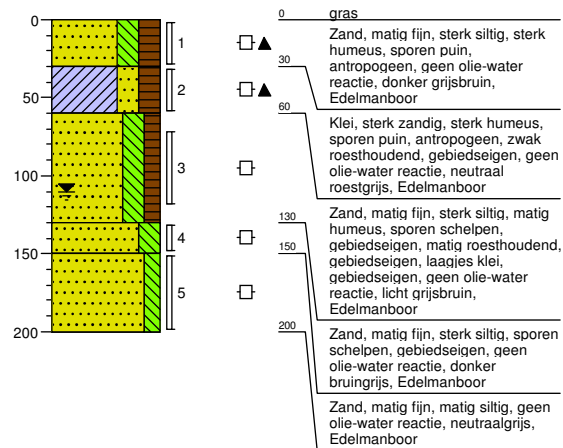 0
50
100
150
200
1
2
3
4
5
0
30
60
130
150
200
gras
Zand, matig fijn, sterk siltig, sterk
humeus, sporen puin,
antropogeen, geen olie-water
reactie, donker grijsbruin,
Edelmanboor
Klei, sterk zandig, sterk humeus,
sporen puin, antropogeen, zwak
roesthoudend, gebiedseigen, geen
olie-water reactie, neutraal
roestgrijs, Edelmanboor
Zand, matig fijn, sterk siltig, matig
humeus, sporen schelpen,
gebiedseigen, matig roesthoudend,
gebiedseigen, laagjes klei,
gebiedseigen, geen olie-water
reactie, licht grijsbruin,
Edelmanboor
Zand, matig fijn, sterk siltig, sporen
schelpen, gebiedseigen, geen
olie-water reactie, donker
bruingrijs, Edelmanboor
Zand, matig fijn, matig siltig, geen
olie-water reactie, neutraalgrijs,
Edelmanboor